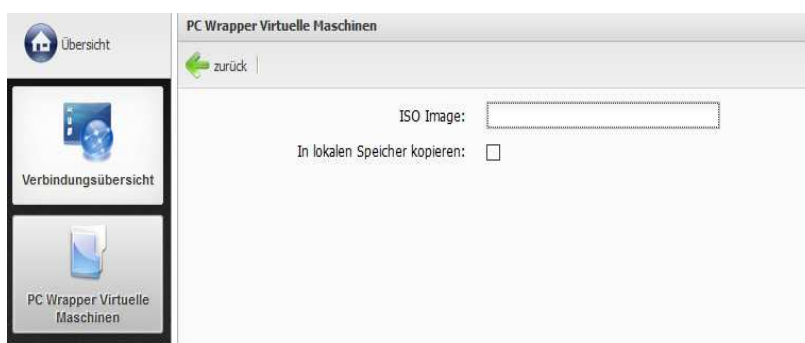 Übersicht
Verbindungsübersicht
PC Wrapper Virtuelle
Maschinen
PC Wrapper Virtuelle Maschinen
zurück
ISO Image:
In lokalen Speicher kopieren: